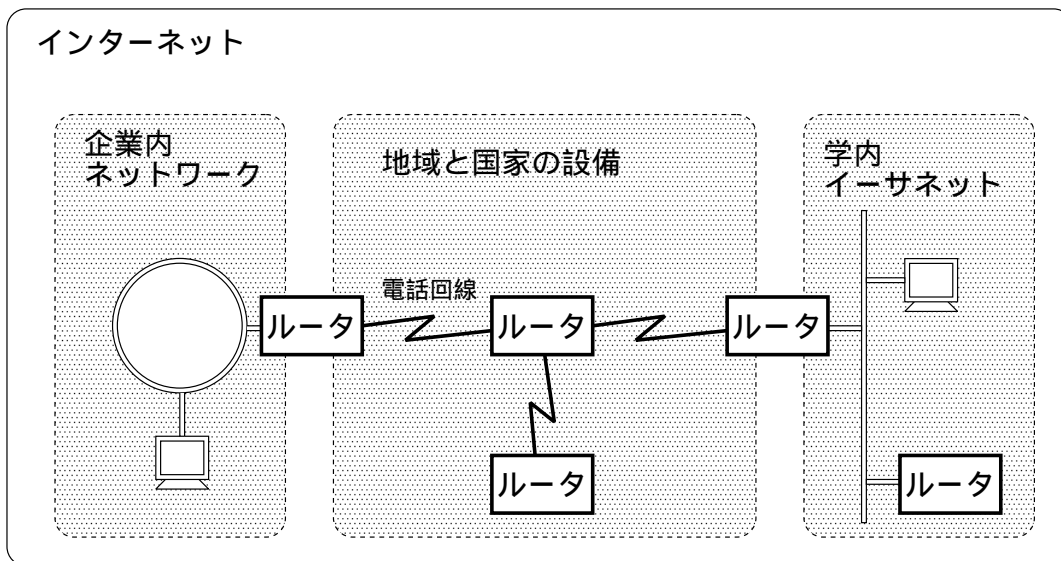 インターネット
企業内
ネットワーク
地域と国家の設備
学内
イーサネット
電話回線
ルータ
ルータ
ルータ
ルータ
ルータ